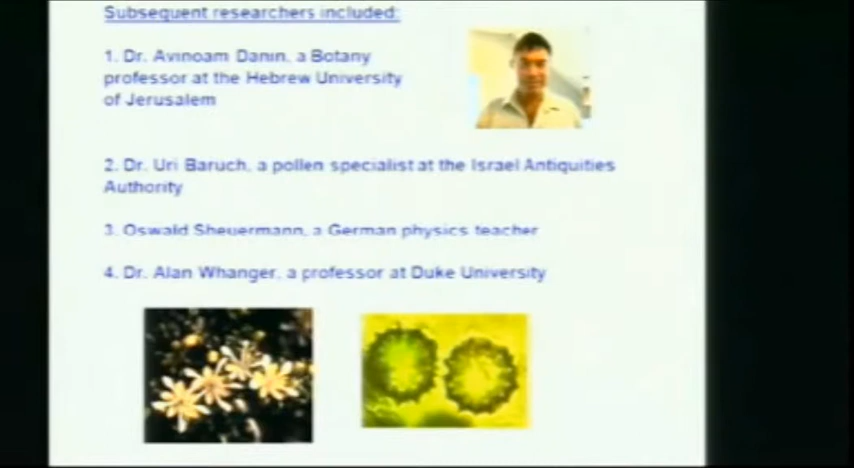 Subsequent researchers included:
1. Dr. Avinoam Danin, a Botany
professor at the Hebrew University
of Jerusalem
2. Dr. Uri Baruch, a pollen specialist at the Israel Antiquities
Authority
3. Oswald Sheuermann, a German physics teacher
4. Dr. Alan Whanger, a professor at Duke University